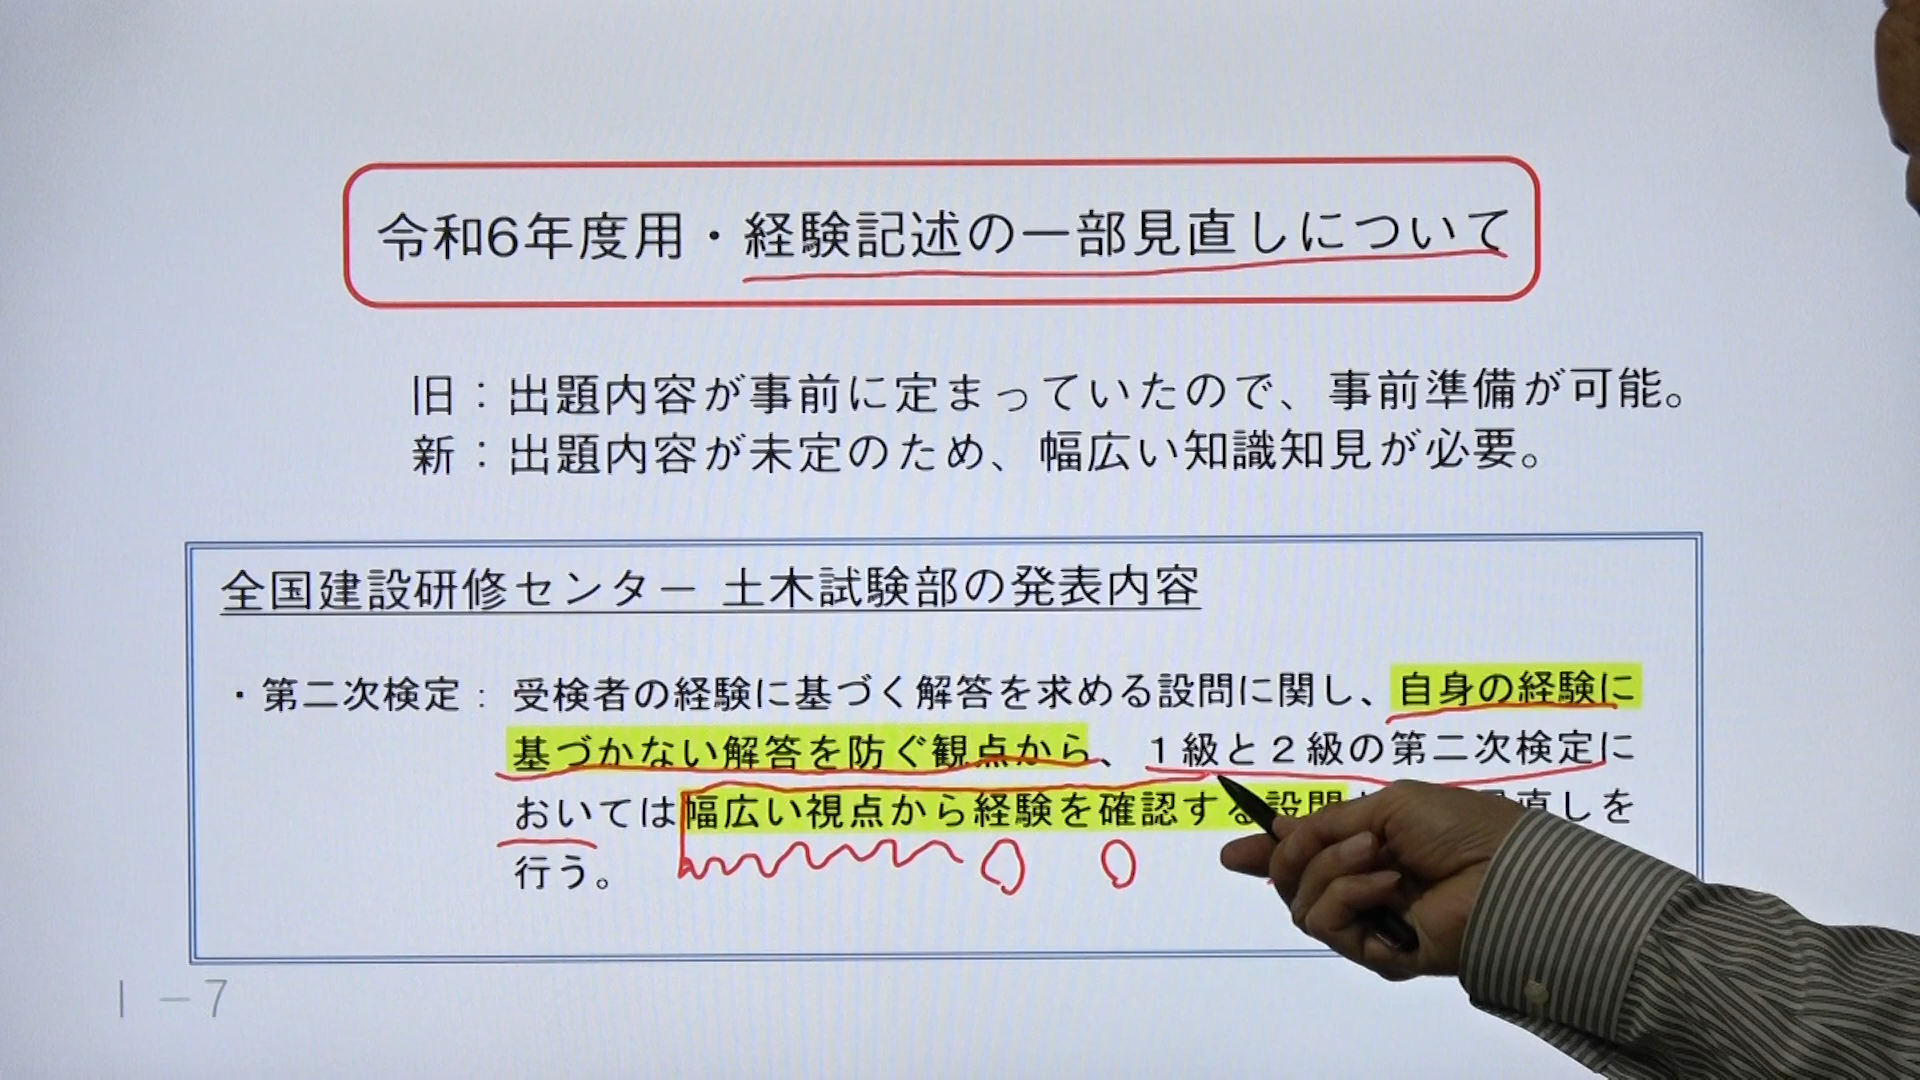 令和6年度用・経験記述の一部見直しについて
旧：出題内容が事前に定まっていたので、事前準備が可能。
新：出題内容が未定のため、幅広い知識知見が必要。
全国建設研修センター 土木試験部の発表内容
・第二次検定：受検者の経験に基づく解答を求める設問に関し、自身の経験に
基づかない解答を防ぐ観点から、１級と２級の第二次検定に
おいては幅広い視点から経験を確認する設問 直しを
行う。
Ⅰ－7